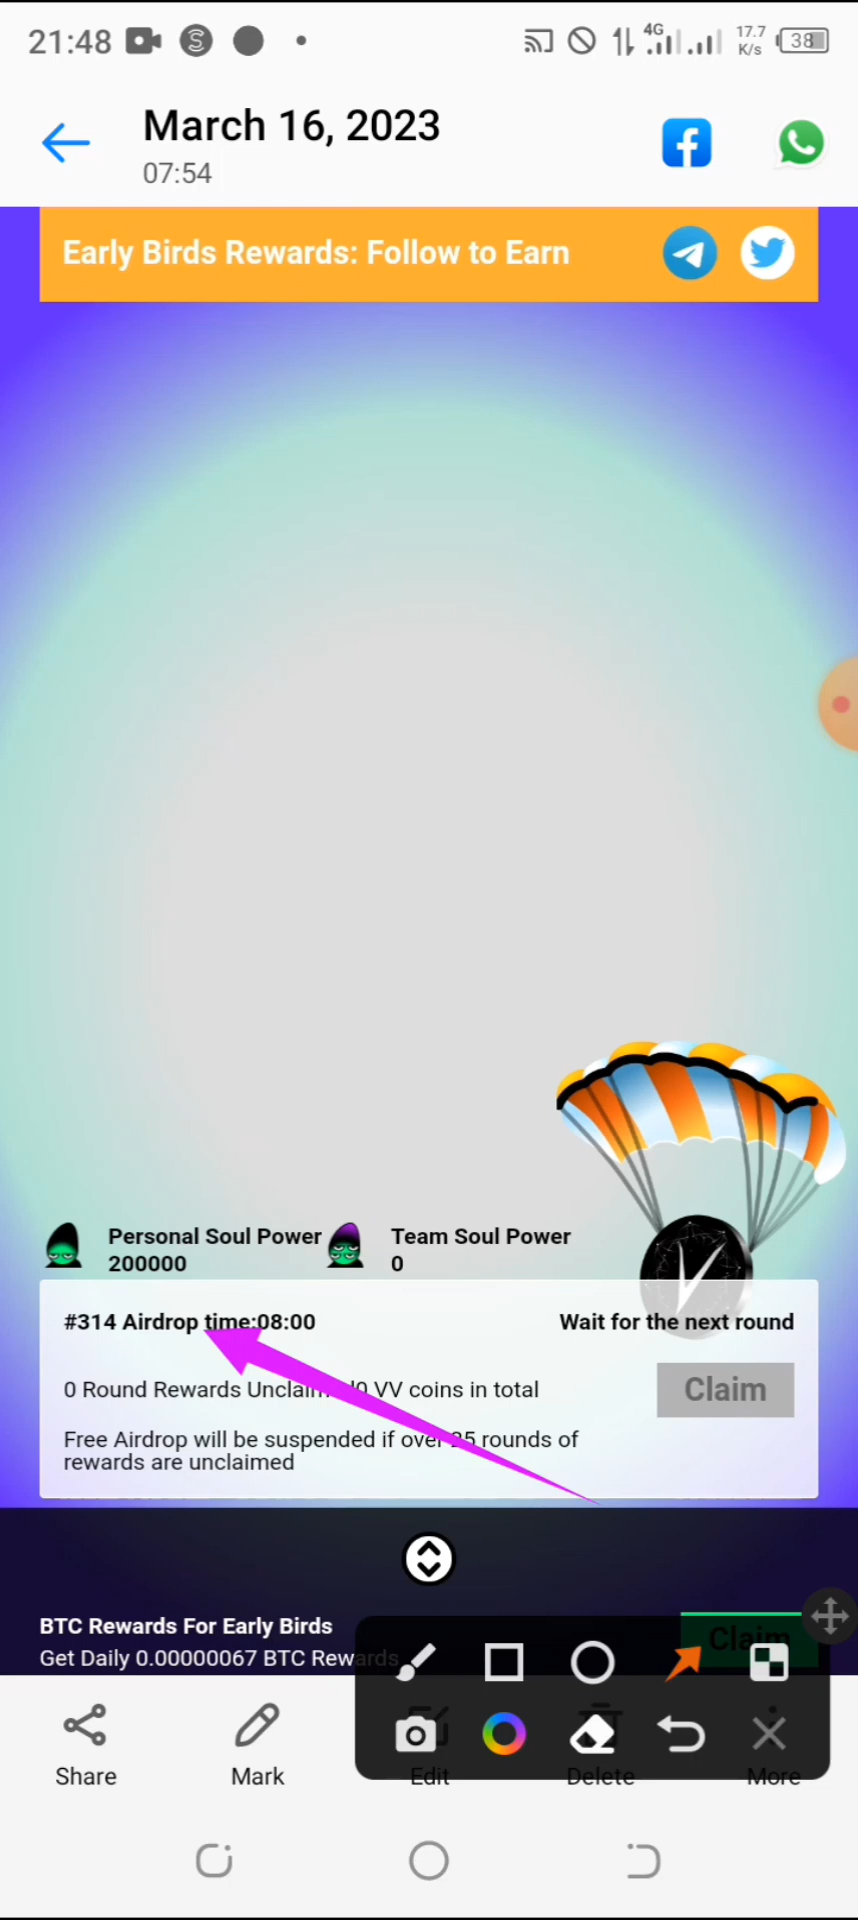 21:48
4G
17.7
K/s
38
March 16, 2023
07:54
Early Birds Rewards: Follow to Earn
Personal Soul Power
200000
Team Soul Power
0
#314 Airdrop time:08:00
Wait for the next round
0 Round Rewards 0 VV coins in total
Claim
Free Airdrop will be suspended if over 25 rounds of
rewards are unclaimed
BTC Rewards For Early Birds
Get Daily 0.00000067 BTC Rewards
Claim
Share
Mark
Edit
Delete
More